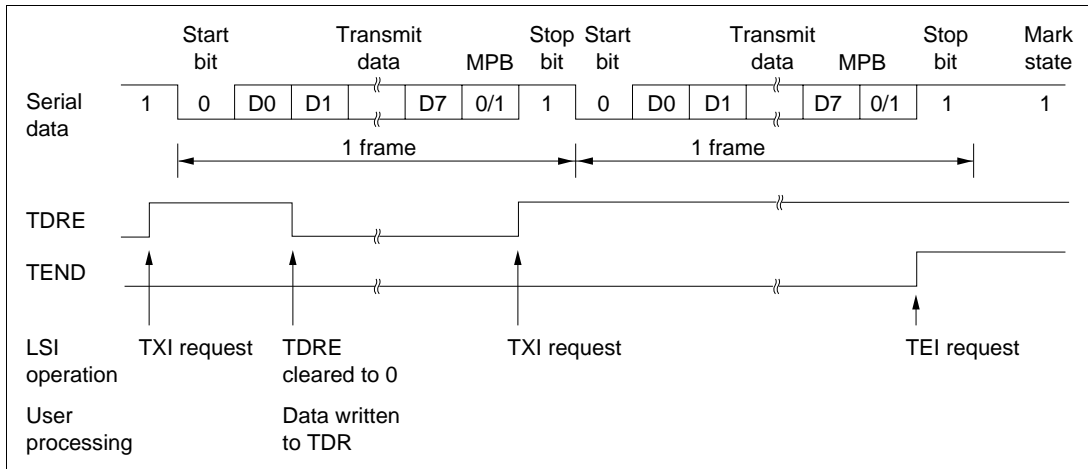 Start bit Transmit data MPB Stop bit Start bit Transmit data MPB Stop bit Mark state
Serial data 1 0 D0 D1 D7 0/1 1 0 D0 D1 D7 0/1 1 1
1 frame 1 frame
TDRE
TEND
LSI operation TXI request TDRE cleared to 0 TXI request TEI request
User processing Data written to TDR